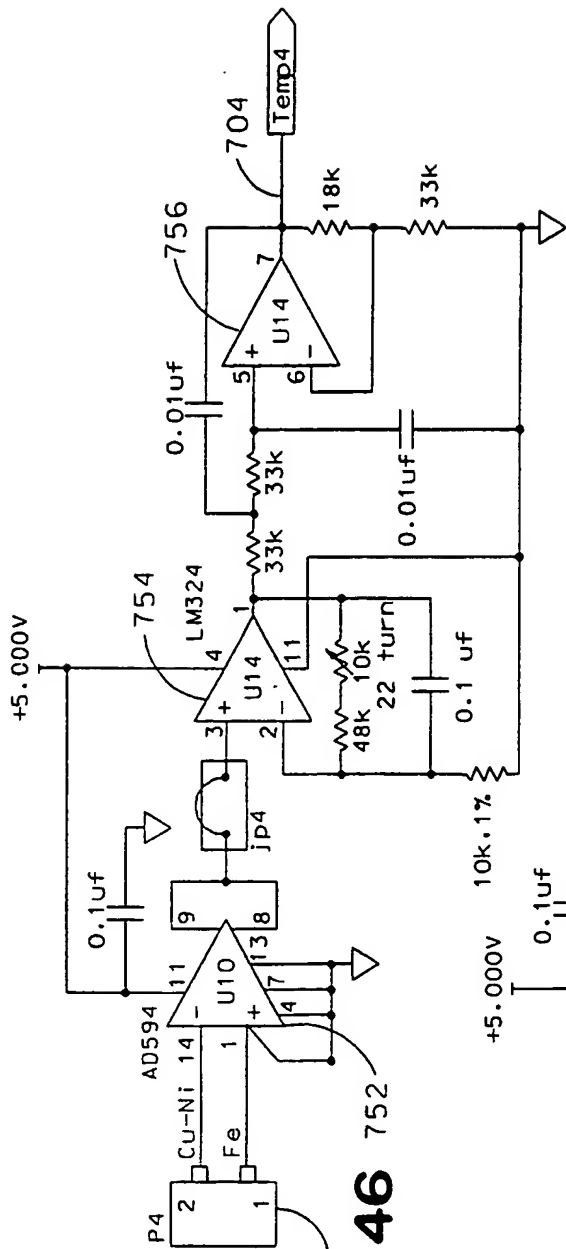 +5.000V
0.1uf
P4
2
1
Cu-Ni
14
Fe
1
AD594
11
-
+
U10
9
8
13
7
4
752
jp4
754
LM324
3
+
2
-
U14
4
1
11
48k
10k
22 turn
0.1 uf
10k.1%
33k
33k
0.01uf
0.01uf
756
5
+
6
-
U14
7
704
Temp4
18k
33k
46
+5.000V
0.1uf